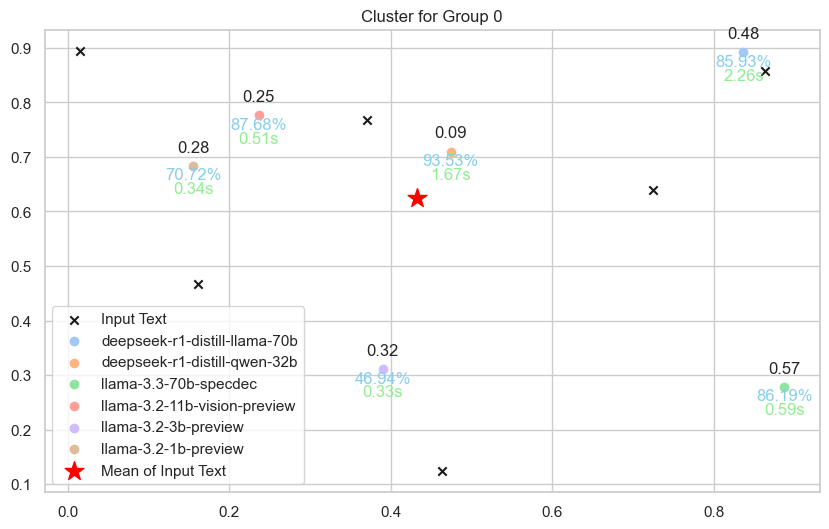 Cluster for Group 0
0.9
0.8
0.7
0.6
0.5
0.4
0.3
0.2
0.1
0.48
85.93%
2.26s
0.25
87.68%
0.51s
0.28
70.72%
0.34s
0.09
93.53%
1.67s
0.32
46.94%
0.33s
0.57
86.19%
0.59s
Input Text
deepseek-r1-distill-llama-70b
deepseek-r1-distill-qwen-32b
llama-3.3-70b-specdec
llama-3.2-11b-vision-preview
llama-3.2-3b-preview
llama-3.2-1b-preview
Mean of Input Text
0.0 0.2 0.4 0.6 0.8